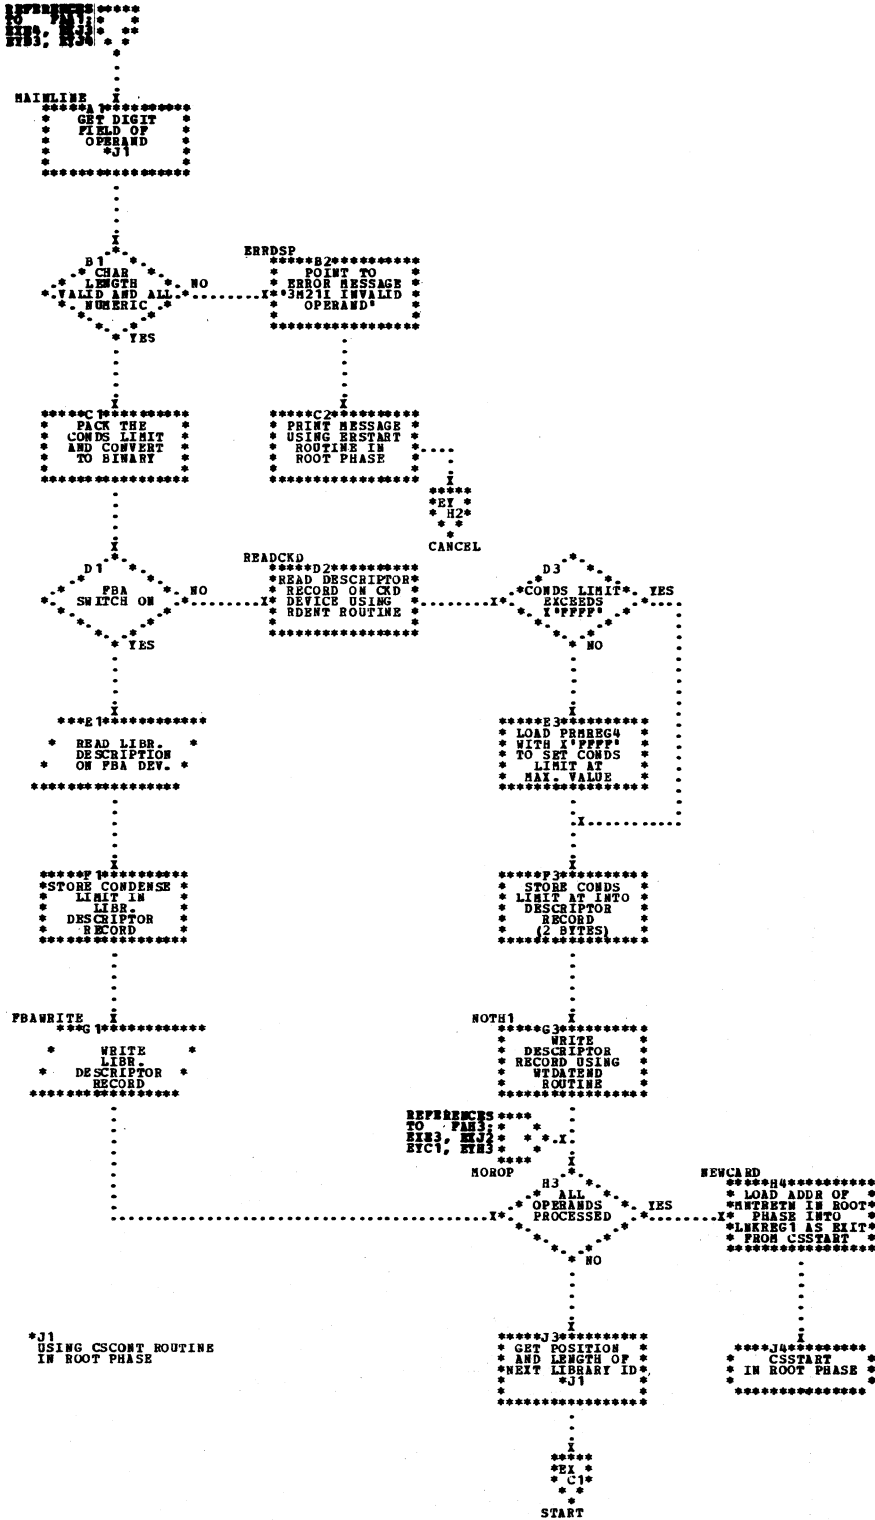 REFERENCES
MAINLINE
A1
GET DIGIT
FIELD OF
OPERAND
*J1
B1
CHAR
LENGTH
VALID AND ALL
NUMERIC
NO
YES
ERRDSP
B2
POINT TO
ERROR MESSAGE
'3M21I INVALID
OPERAND'
C1
PACK THE
CONDS LIMIT
AND CONVERT
TO BINARY
C2
PRINT MESSAGE
USING ERSTART
ROUTINE IN
ROOT PHASE
EY
H2
CANCEL
D1
FBA
SWITCH ON
NO
YES
READCKD
D2
READ DESCRIPTOR
RECORD ON CKD
DEVICE USING
RDENT ROUTINE
D3
CONDS LIMIT
EXCEEDS
X'FFFF'
YES
NO
E1
READ LIBR.
DESCRIPTION
ON FBA DEV.
E3
LOAD PRMREG4
WITH X'FFFF'
TO SET CONDS
LIMIT AT
MAX. VALUE
F1
STORE CONDENSE
LIMIT IN
LIBR.
DESCRIPTOR
RECORD
F3
STORE CONDS
LIMIT AT INTO
DESCRIPTOR
RECORD
(2 BYTES)
FBAWRITE
G1
WRITE
LIBR.
DESCRIPTOR
RECORD
NOTH1
G3
WRITE
DESCRIPTOR
RECORD USING
WTDATEND
ROUTINE
REFERENCES
TO
MOROP
H3
ALL
OPERANDS
PROCESSED
YES
NO
NEWCARD
H4
LOAD ADDR OF
MNTRETN IN ROOT
PHASE INTO
LNKREG1 AS EXIT
FROM CSSTART
*J1
USING CSCONT ROUTINE
IN ROOT PHASE
J3
GET POSITION
AND LENGTH OF
NEXT LIBRARY ID
*J1
J4
CSSTART
IN ROOT PHASE
EX
C1
START